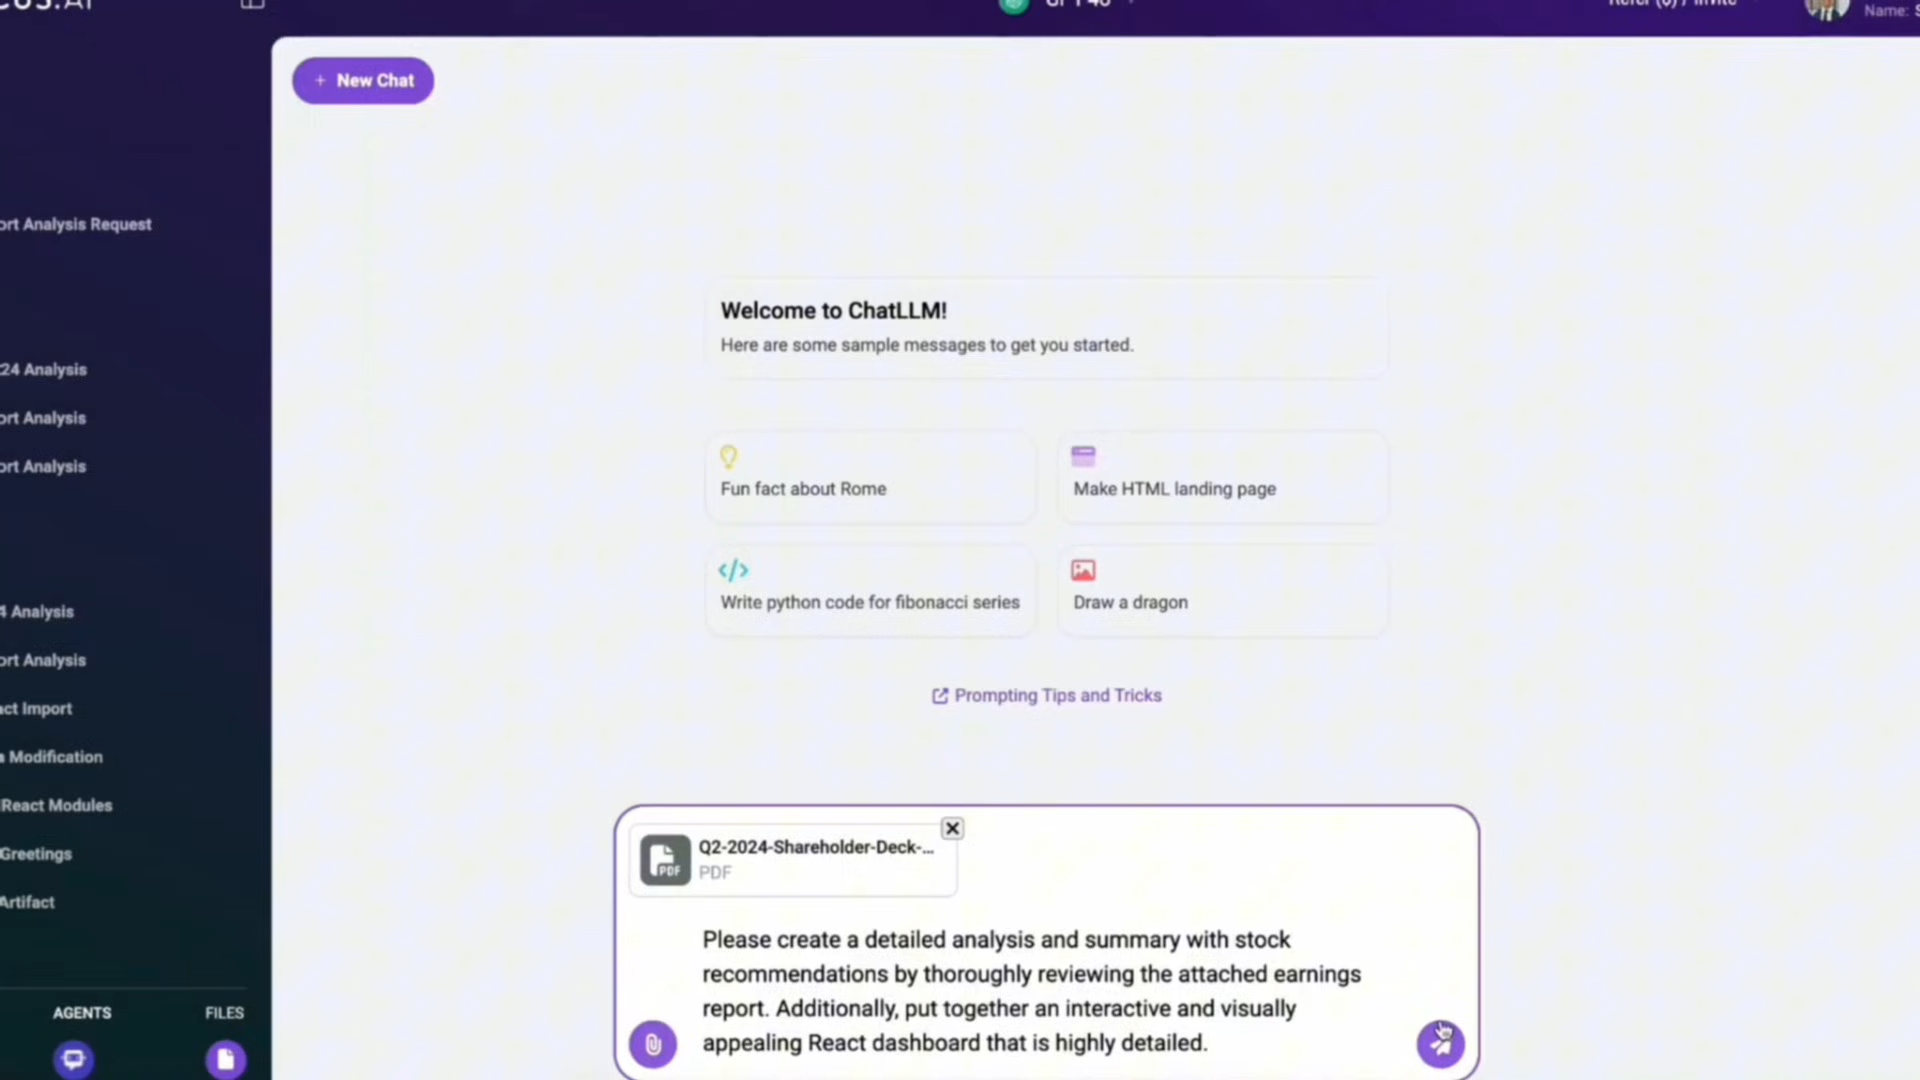 New Chat
ort Analysis Request
Welcome to ChatLLM!
Here are some sample messages to get you started.
24 Analysis
ort Analysis
ort Analysis
Fun fact about Rome
Make HTML landing page
Write python code for fibonacci series
Draw a dragon
4 Analysis
ort Analysis
act Import
Modification
React Modules
Greetings
Artifact
Prompting Tips and Tricks
Q2-2024-Shareholder-Deck-...
PDF
PDF
Please create a detailed analysis and summary with stock
recommendations by thoroughly reviewing the attached earnings
report. Additionally, put together an interactive and visually
appealing React dashboard that is highly detailed.
AGENTS
FILES
Name: